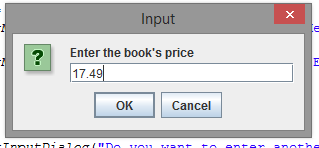 Input
Enter the book's price
17.49
OK
Cancel
InputDialog("Do you want to enter anothe